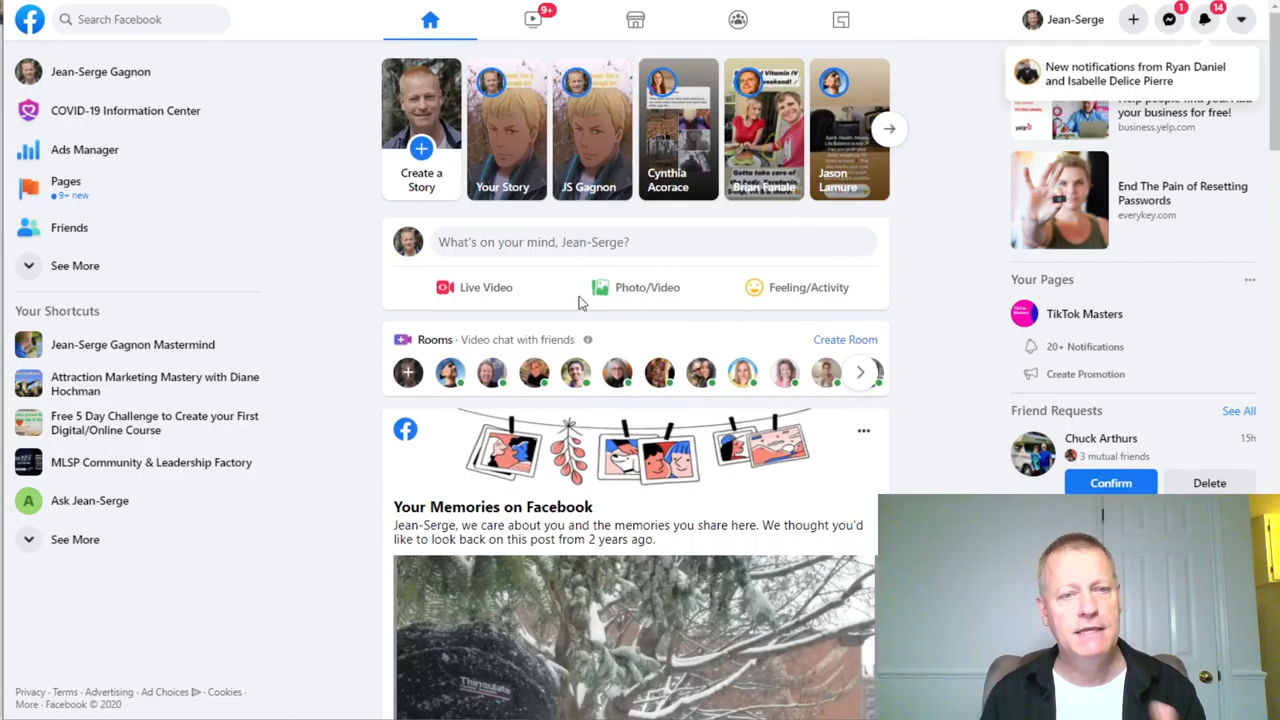 Search Facebook
9+
Jean-Serge
1
14
New notifications from Ryan Daniel
and Isabelle Delice Pierre
Jean-Serge Gagnon
COVID-19 Information Center
Ads Manager
Pages
9+ new
Friends
See More
Your Shortcuts
Jean-Serge Gagnon Mastermind
Attraction Marketing Mastery with Diane
Hochman
Free 5 Day Challenge to Create your First
Digital/Online Course
MLSP Community & Leadership Factory
A
Ask Jean-Serge
See More
Privacy · Terms · Advertising · Ad Choices · Cookies ·
More · Facebook © 2020
Create a
Story
Your Story
JS Gagnon
Cynthia
Acorace
Brian Fanale
Jason
Lamure
What's on your mind, Jean-Serge?
Live Video
Photo/Video
Feeling/Activity
Rooms · Video chat with friends
Create Room
Your Memories on Facebook
Jean-Serge, we care about you and the memories you share here. We thought you'd
like to look back on this post from 2 years ago.
Thinsulate
yelp
your business for free!
business.yelp.com
End The Pain of Resetting
Passwords
everykey.com
Your Pages
TikTok Masters
20+ Notifications
Create Promotion
Friend Requests
See All
Chuck Arthurs
15h
3 mutual friends
Confirm
Delete